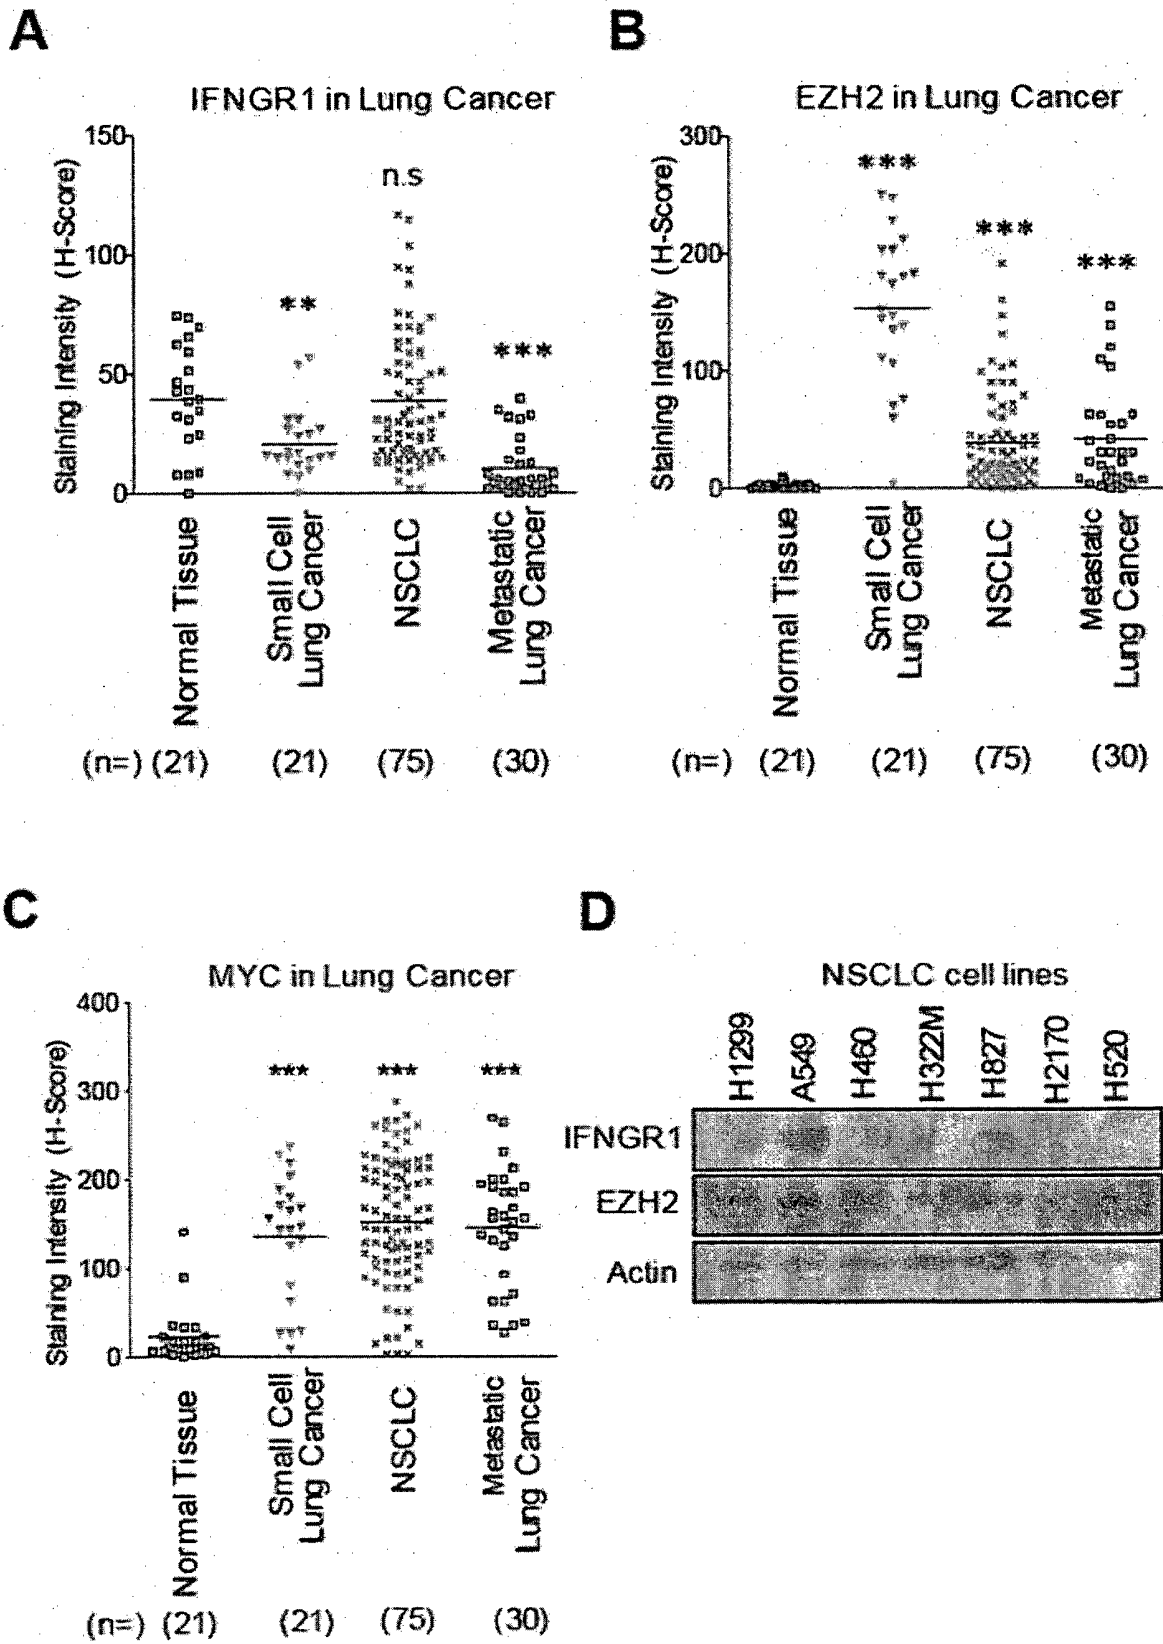 A
IFNGR1 in Lung Cancer
Staining Intensity (H-Score)
150
100
50
0
n.s
**
***
Normal Tissue
Small Cell
Lung Cancer
NSCLC
Metastatic
Lung Cancer
(n=) (21) (21) (75) (30)
B
EZH2 in Lung Cancer
Staining Intensity (H-Score)
300
200
100
0
***
***
***
Normal Tissue
Small Cell
Lung Cancer
NSCLC
Metastatic
Lung Cancer
(n=) (21) (21) (75) (30)
C
MYC in Lung Cancer
Staining Intensity (H-Score)
400
300
200
100
0
*** *** ***
Normal Tissue
Small Cell
Lung Cancer
NSCLC
Metastatic
Lung Cancer
(n=) (21) (21) (75) (30)
D
NSCLC cell lines
H1299 A549 H460 H322M H827 H2170 H520
IFNGR1
EZH2
Actin